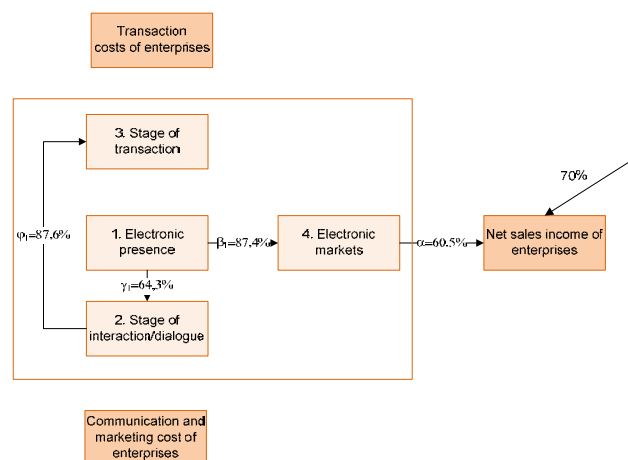 Transaction
costs of enterprises
3. Stage of
transaction
70%
φ1=87,6%
1. Electronic
presence
β1=87,4%
4. Electronic
markets
α=60.5%
Net sales income of
enterprises
γ1=64,3%
2. Stage of
interaction/dialogue
Communication and
marketing cost of
enterprises